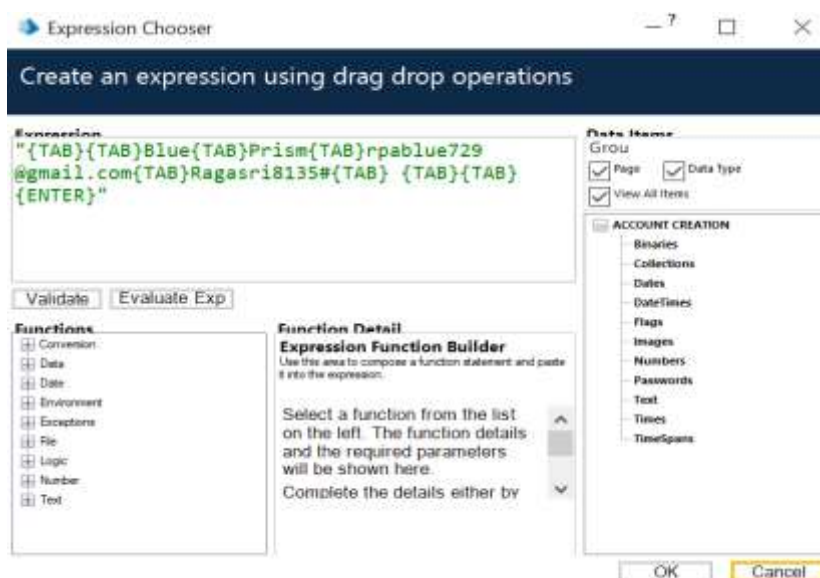 Expression Chooser
?
Create an expression using drag drop operations
Expression
"{TAB}{TAB}Blue{TAB}Prism{TAB}rpablue729
@gmail.com{TAB}Ragasri8135#{TAB} {TAB}{TAB}
{ENTER}"
Validate
Evaluate Exp
Functions
Conversion
Data
Date
Environment
Exceptions
File
Logic
Number
Text
Function Detail
Expression Function Builder
Use this area to compose a function statement and paste
it into the expression.
Select a function from the list
on the left. The function details
and the required parameters
will be shown here.
Complete the details either by
Data Items
Grou
Page
Data Type
View All Items
ACCOUNT CREATION
Binaries
Collections
Dates
DateTimes
Flags
Images
Numbers
Passwords
Text
Times
TimeSpans
OK
Cancel